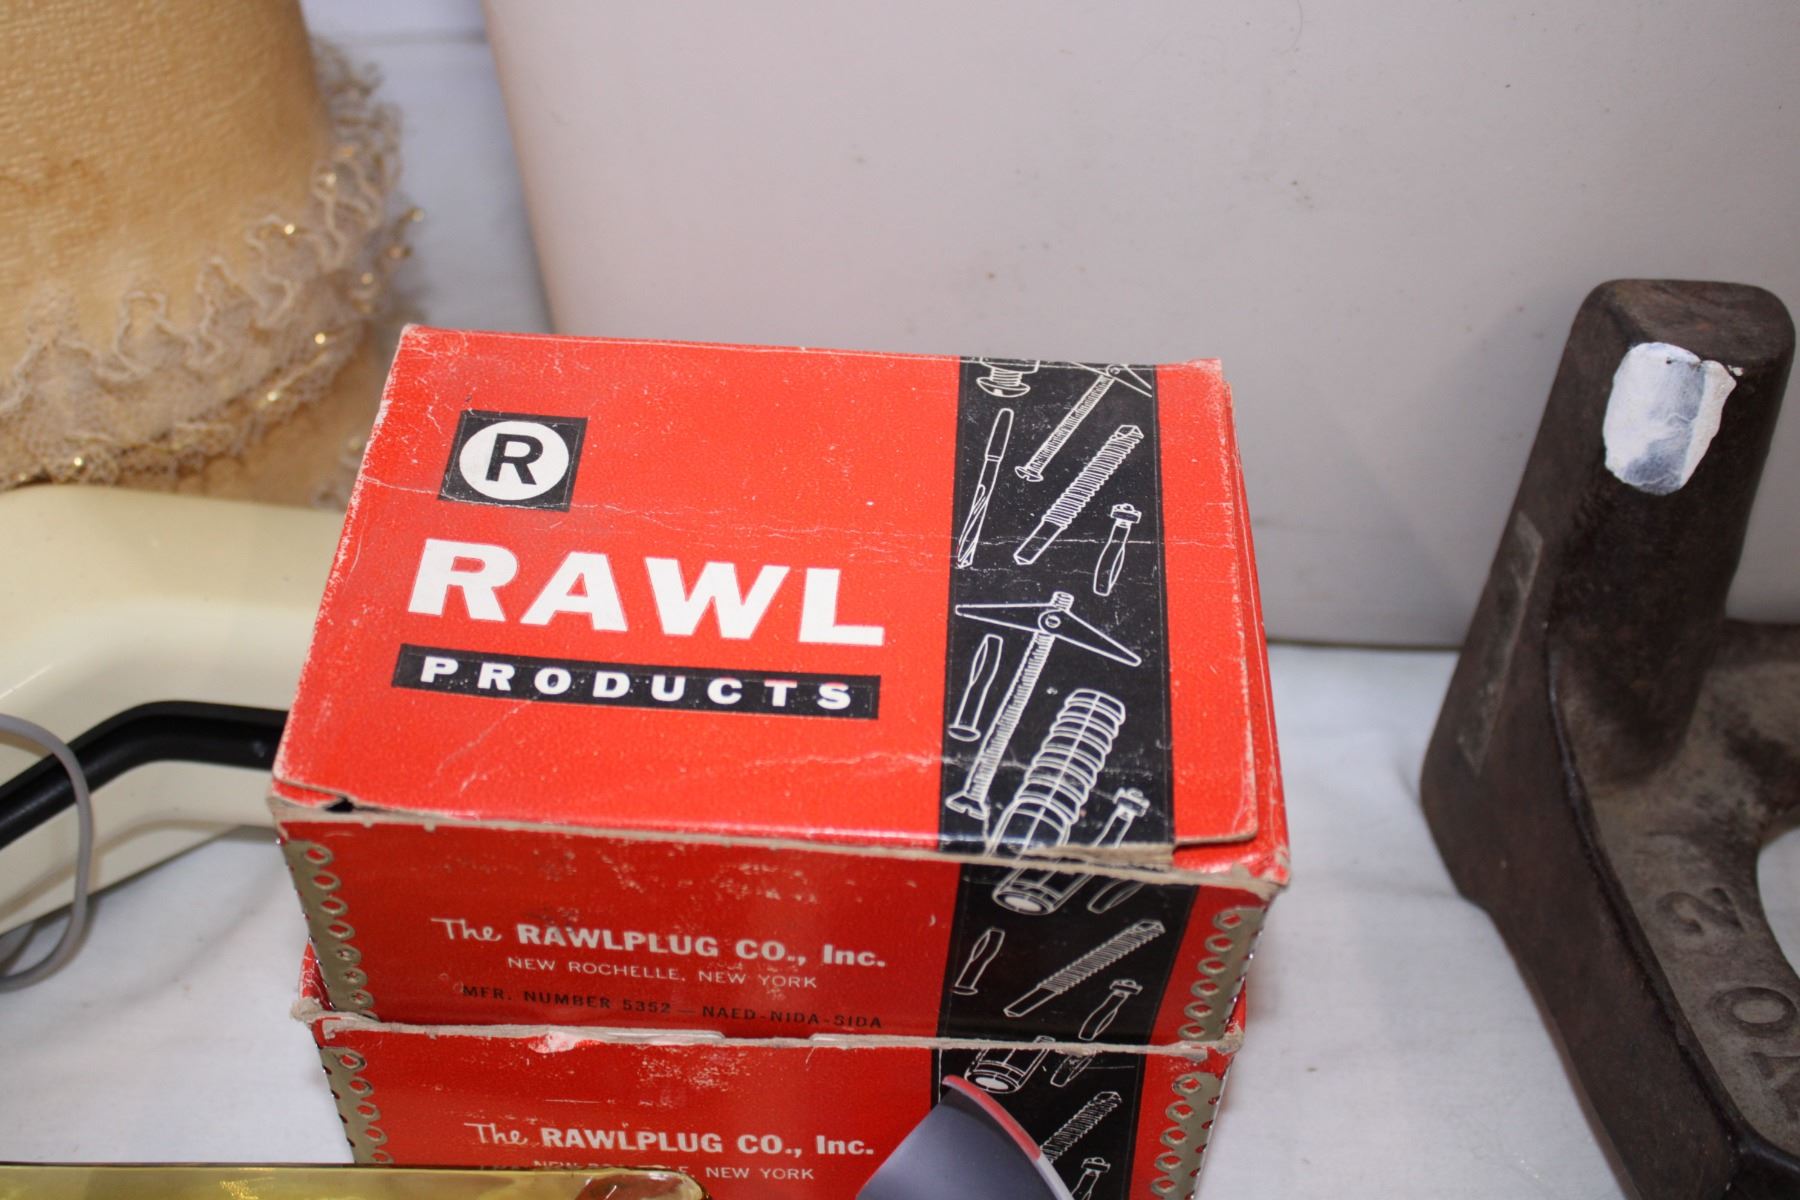 R
RAWL
PRODUCTS
The RAWLPLUG CO., Inc.
NEW ROCHELLE, NEW YORK
MFR. NUMBER 5352 — NAED-NIDA-SIDA
The RAWLPLUG CO., Inc.
NEW YORK
2